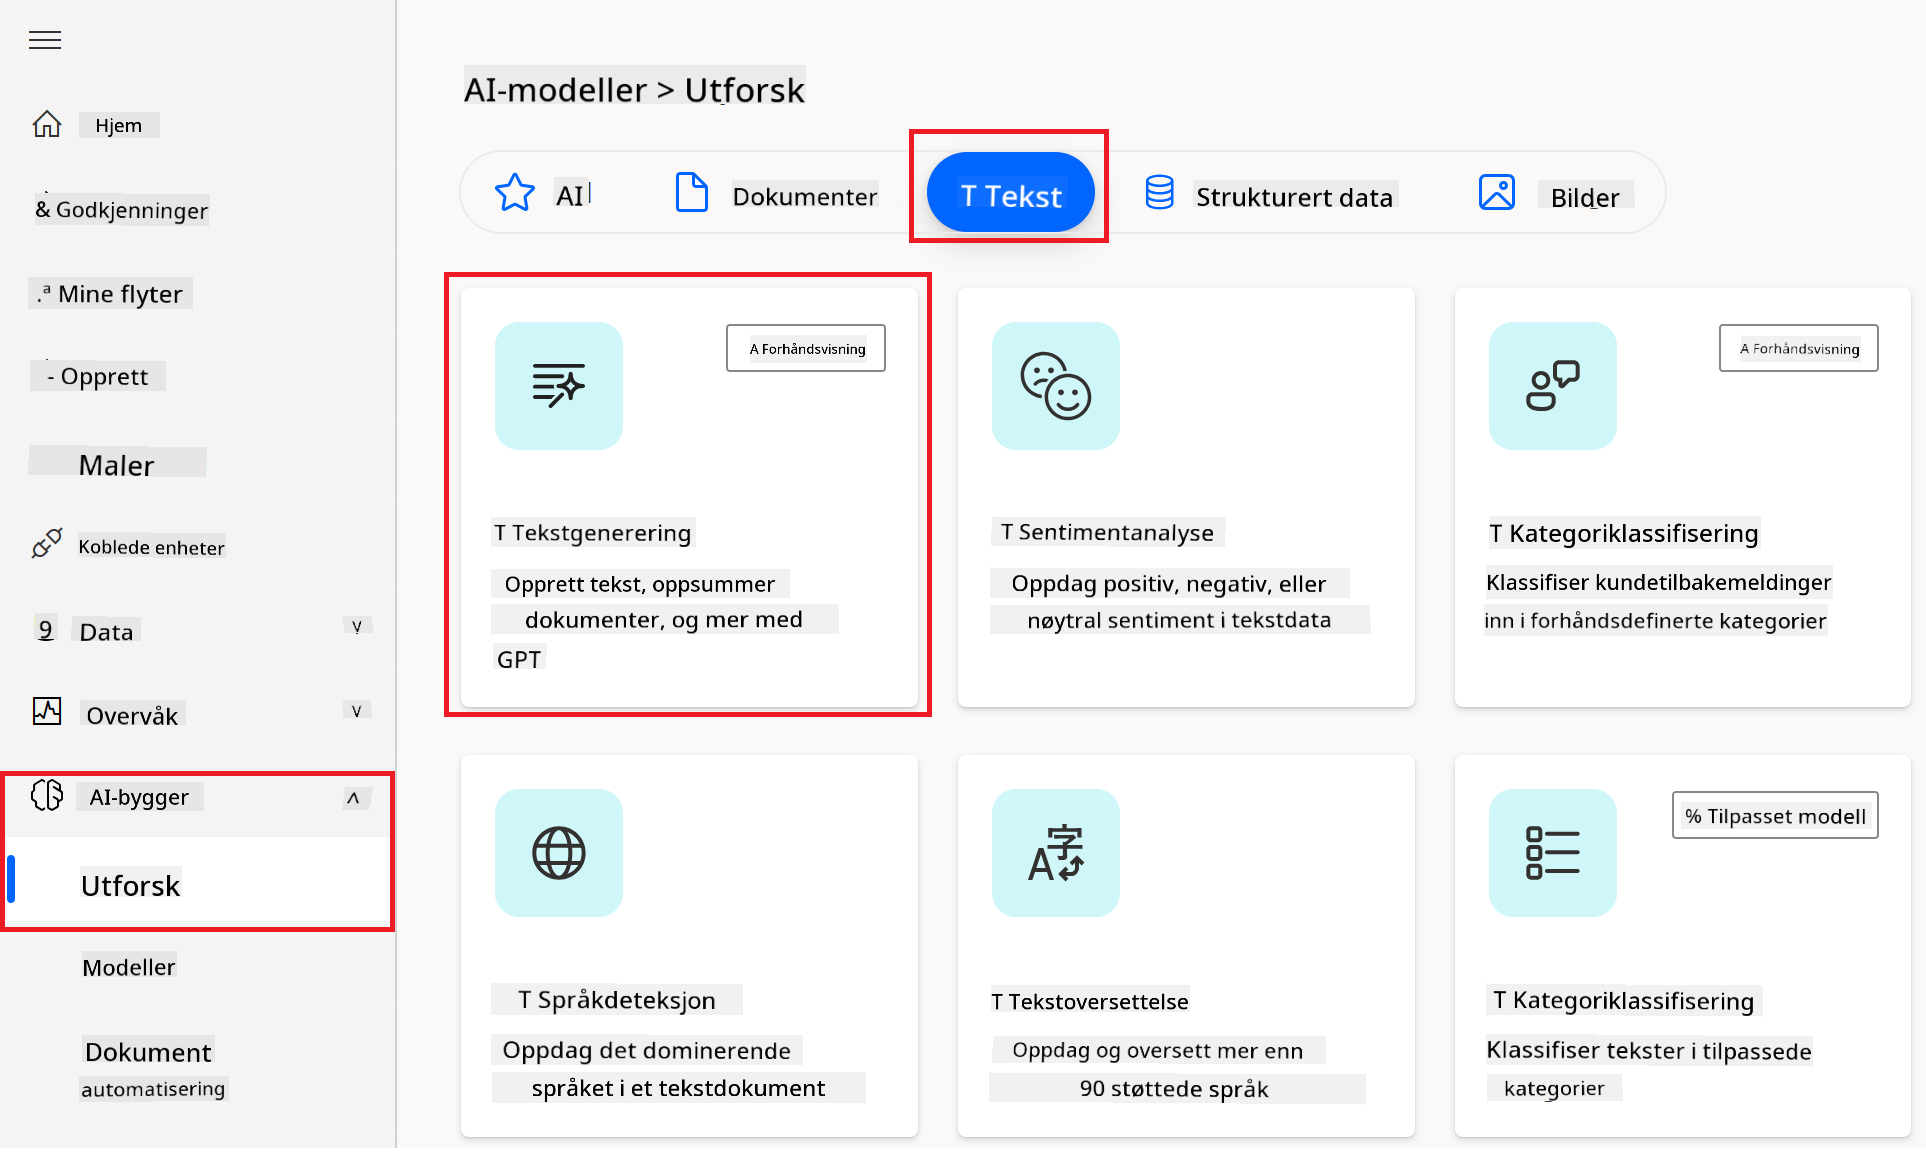 Hjem
& Godkjenninger
.ª Mine flyter
- Opprett
Maler
Koblede enheter
9 Data
Overvåk
AI-bygger
Utforsk
Modeller
Dokument
automatisering
AI-modeller > Utforsk
AI
Dokumenter
T Tekst
Strukturert data
Bilder
A Forhåndsvisning
T Tekstgenerering
Opprett tekst, oppsummer
dokumenter, og mer med
GPT
T Sentimentanalyse
Oppdag positiv, negativ, eller
nøytral sentiment i tekstdata
A Forhåndsvisning
T Kategoriklassifisering
Klassifiser kundetilbakemeldinger
inn i forhåndsdefinerte kategorier
T Språkdeteksjon
Oppdag det dominerende
språket i et tekstdokument
字
A
T Tekstoversettelse
Oppdag og oversett mer enn
90 støttede språk
% Tilpasset modell
T Kategoriklassifisering
Klassifiser tekster i tilpassede
kategorier